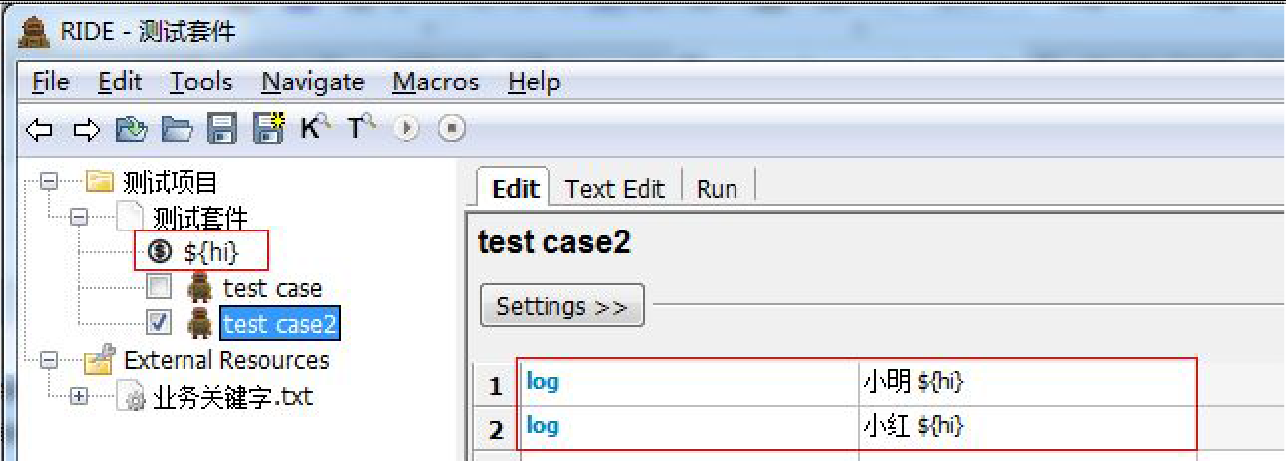 RIDE - 测试套件
File Edit Tools Navigate Macros Help
K T
测试项目
测试套件
${hi}
test case
test case2
External Resources
业务关键字.txt
Edit Text Edit Run
test case2
Settings >>
1 log 小明 ${hi}
2 log 小红 ${hi}